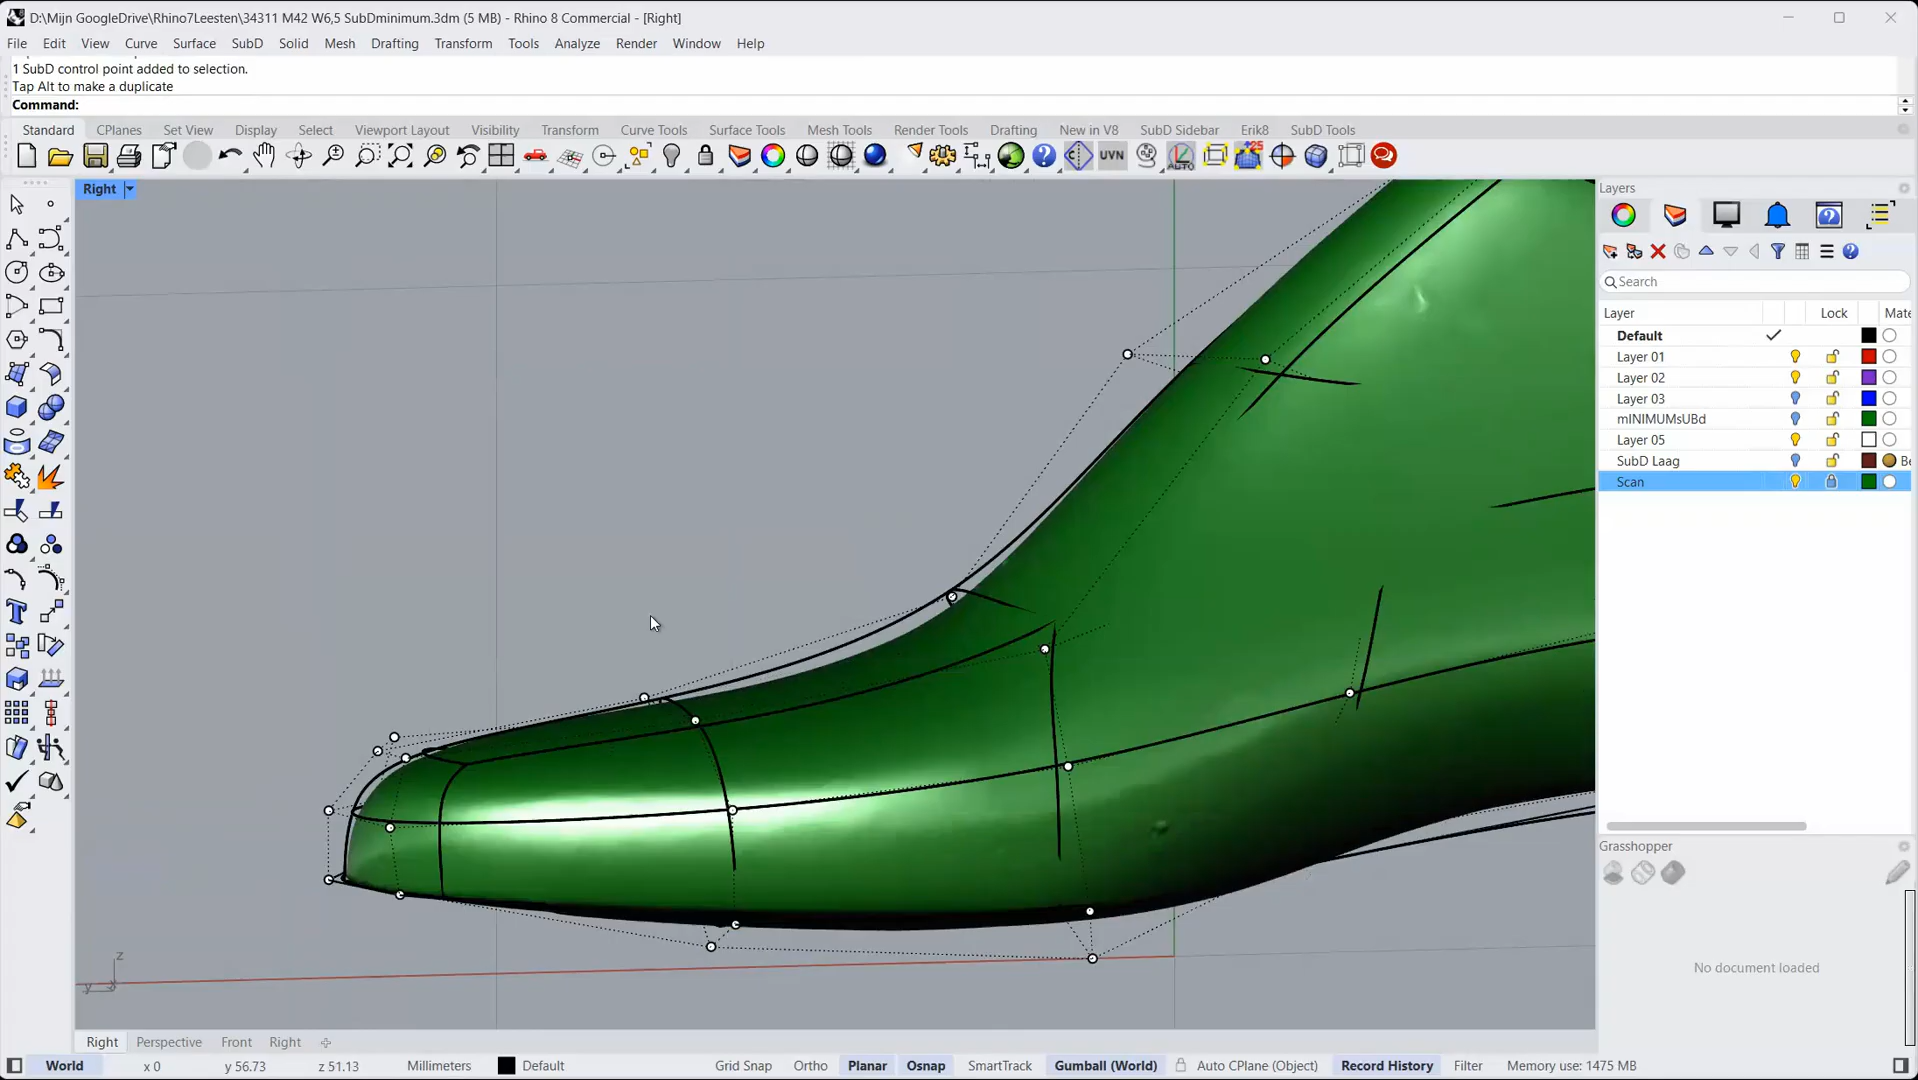 D:\Mijn GoogleDrive\Rhino7Leesten\34311 M42 W6,5 SubDminimum.3dm (5 MB) - Rhino 8 Commercial - [Right]
File Edit View Curve Surface SubD Solid Mesh Drafting Transform Tools Analyze Render Window Help
1 SubD control point added to selection.
Tap Alt to make a duplicate
Command:
Standard CPlanes Set View Display Select Viewport Layout Visibility Transform Curve Tools Surface Tools Mesh Tools Render Tools Drafting New in V8 SubD Sidebar Erik8 SubD Tools
UVN
AUTO
125
Right
Layers
Search
Layer Lock Mate
Default
Layer 01
Layer 02
Layer 03
mINIMUMsUBd
Layer 05
SubD Laag Be
Scan
Grasshopper
No document loaded
z
y
Right Perspective Front Right
World x 0 y 56.73 z 51.13 Millimeters Default Grid Snap Ortho Planar Osnap SmartTrack Gumball (World) Auto CPlane (Object) Record History Filter Memory use: 1475 MB